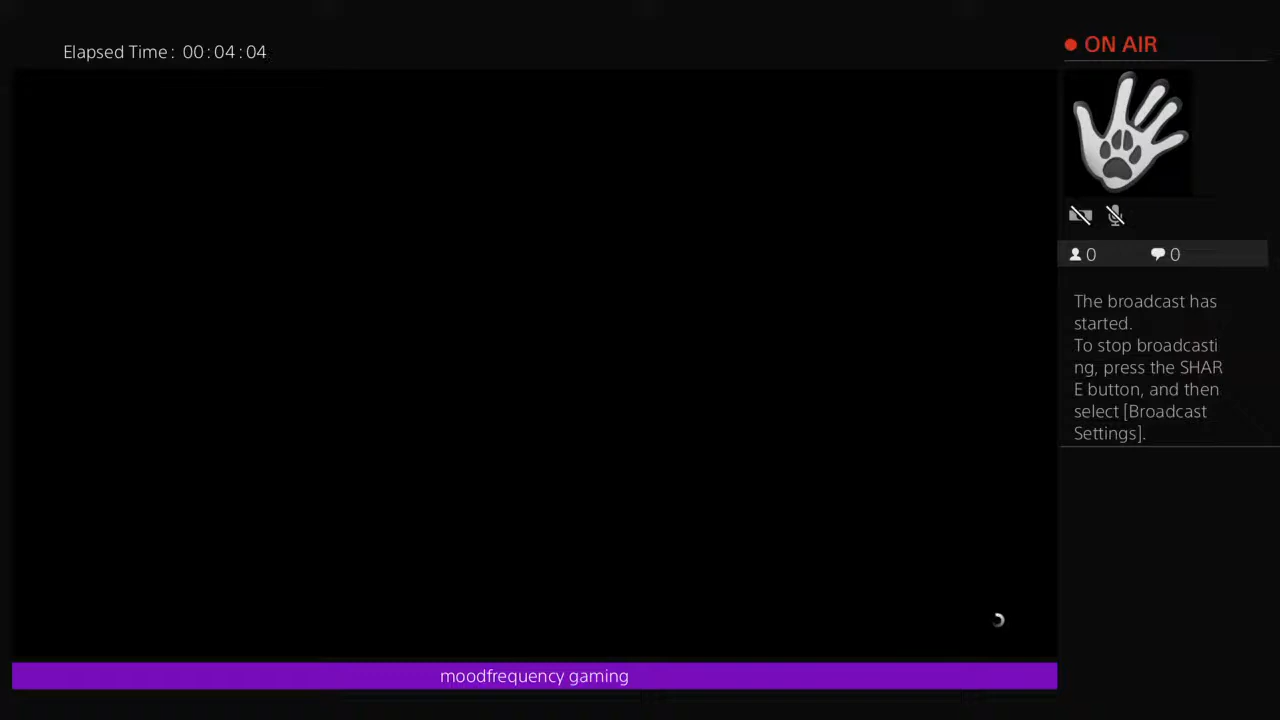 Elapsed Time: 00:04:04
ON AIR
0 0
The broadcast has
started.
To stop broadcasti
ng, press the SHAR
E button, and then
select [Broadcast
Settings].
moodfrequency gaming